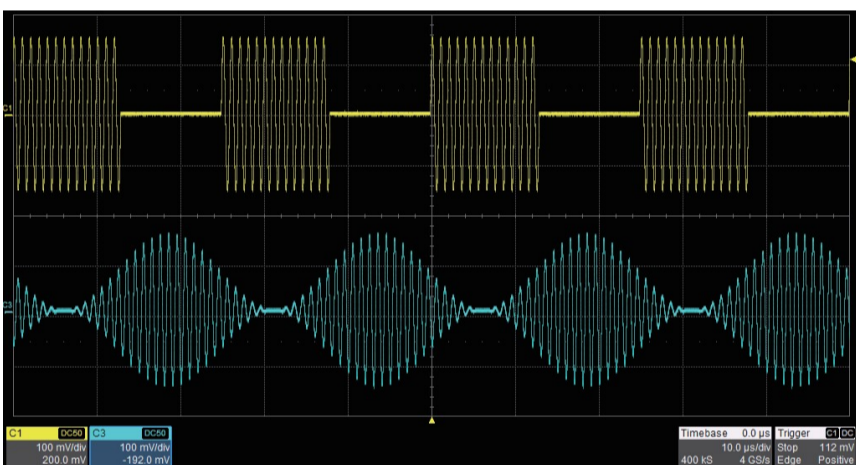 C1
C3
C1 DC50 C3 DC50
100 mV/div 100 mV/div
200.0 mV -192.0 mV
Timebase 0.0 µs Trigger C1 DC
10.0 µs/div Stop 112 mV
400 kS 4 GS/s Edge Positive